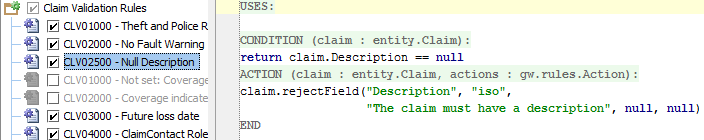 Claim Validation Rules
CLV01000 - Theft and Police R
CLV02000 - No Fault Warning
CLV02500 - Null Description
CLV01000 - Not set: Coverage
CLV02000 - Coverage indicate
CLV03000 - Future loss date
CLV04000 - ClaimContact Role
USES:
CONDITION (claim : entity.Claim):
return claim.Description == null
ACTION (claim : entity.Claim, actions : gw.rules.Action):
claim.rejectField("Description", "iso",
"The claim must have a description", null, null)
END